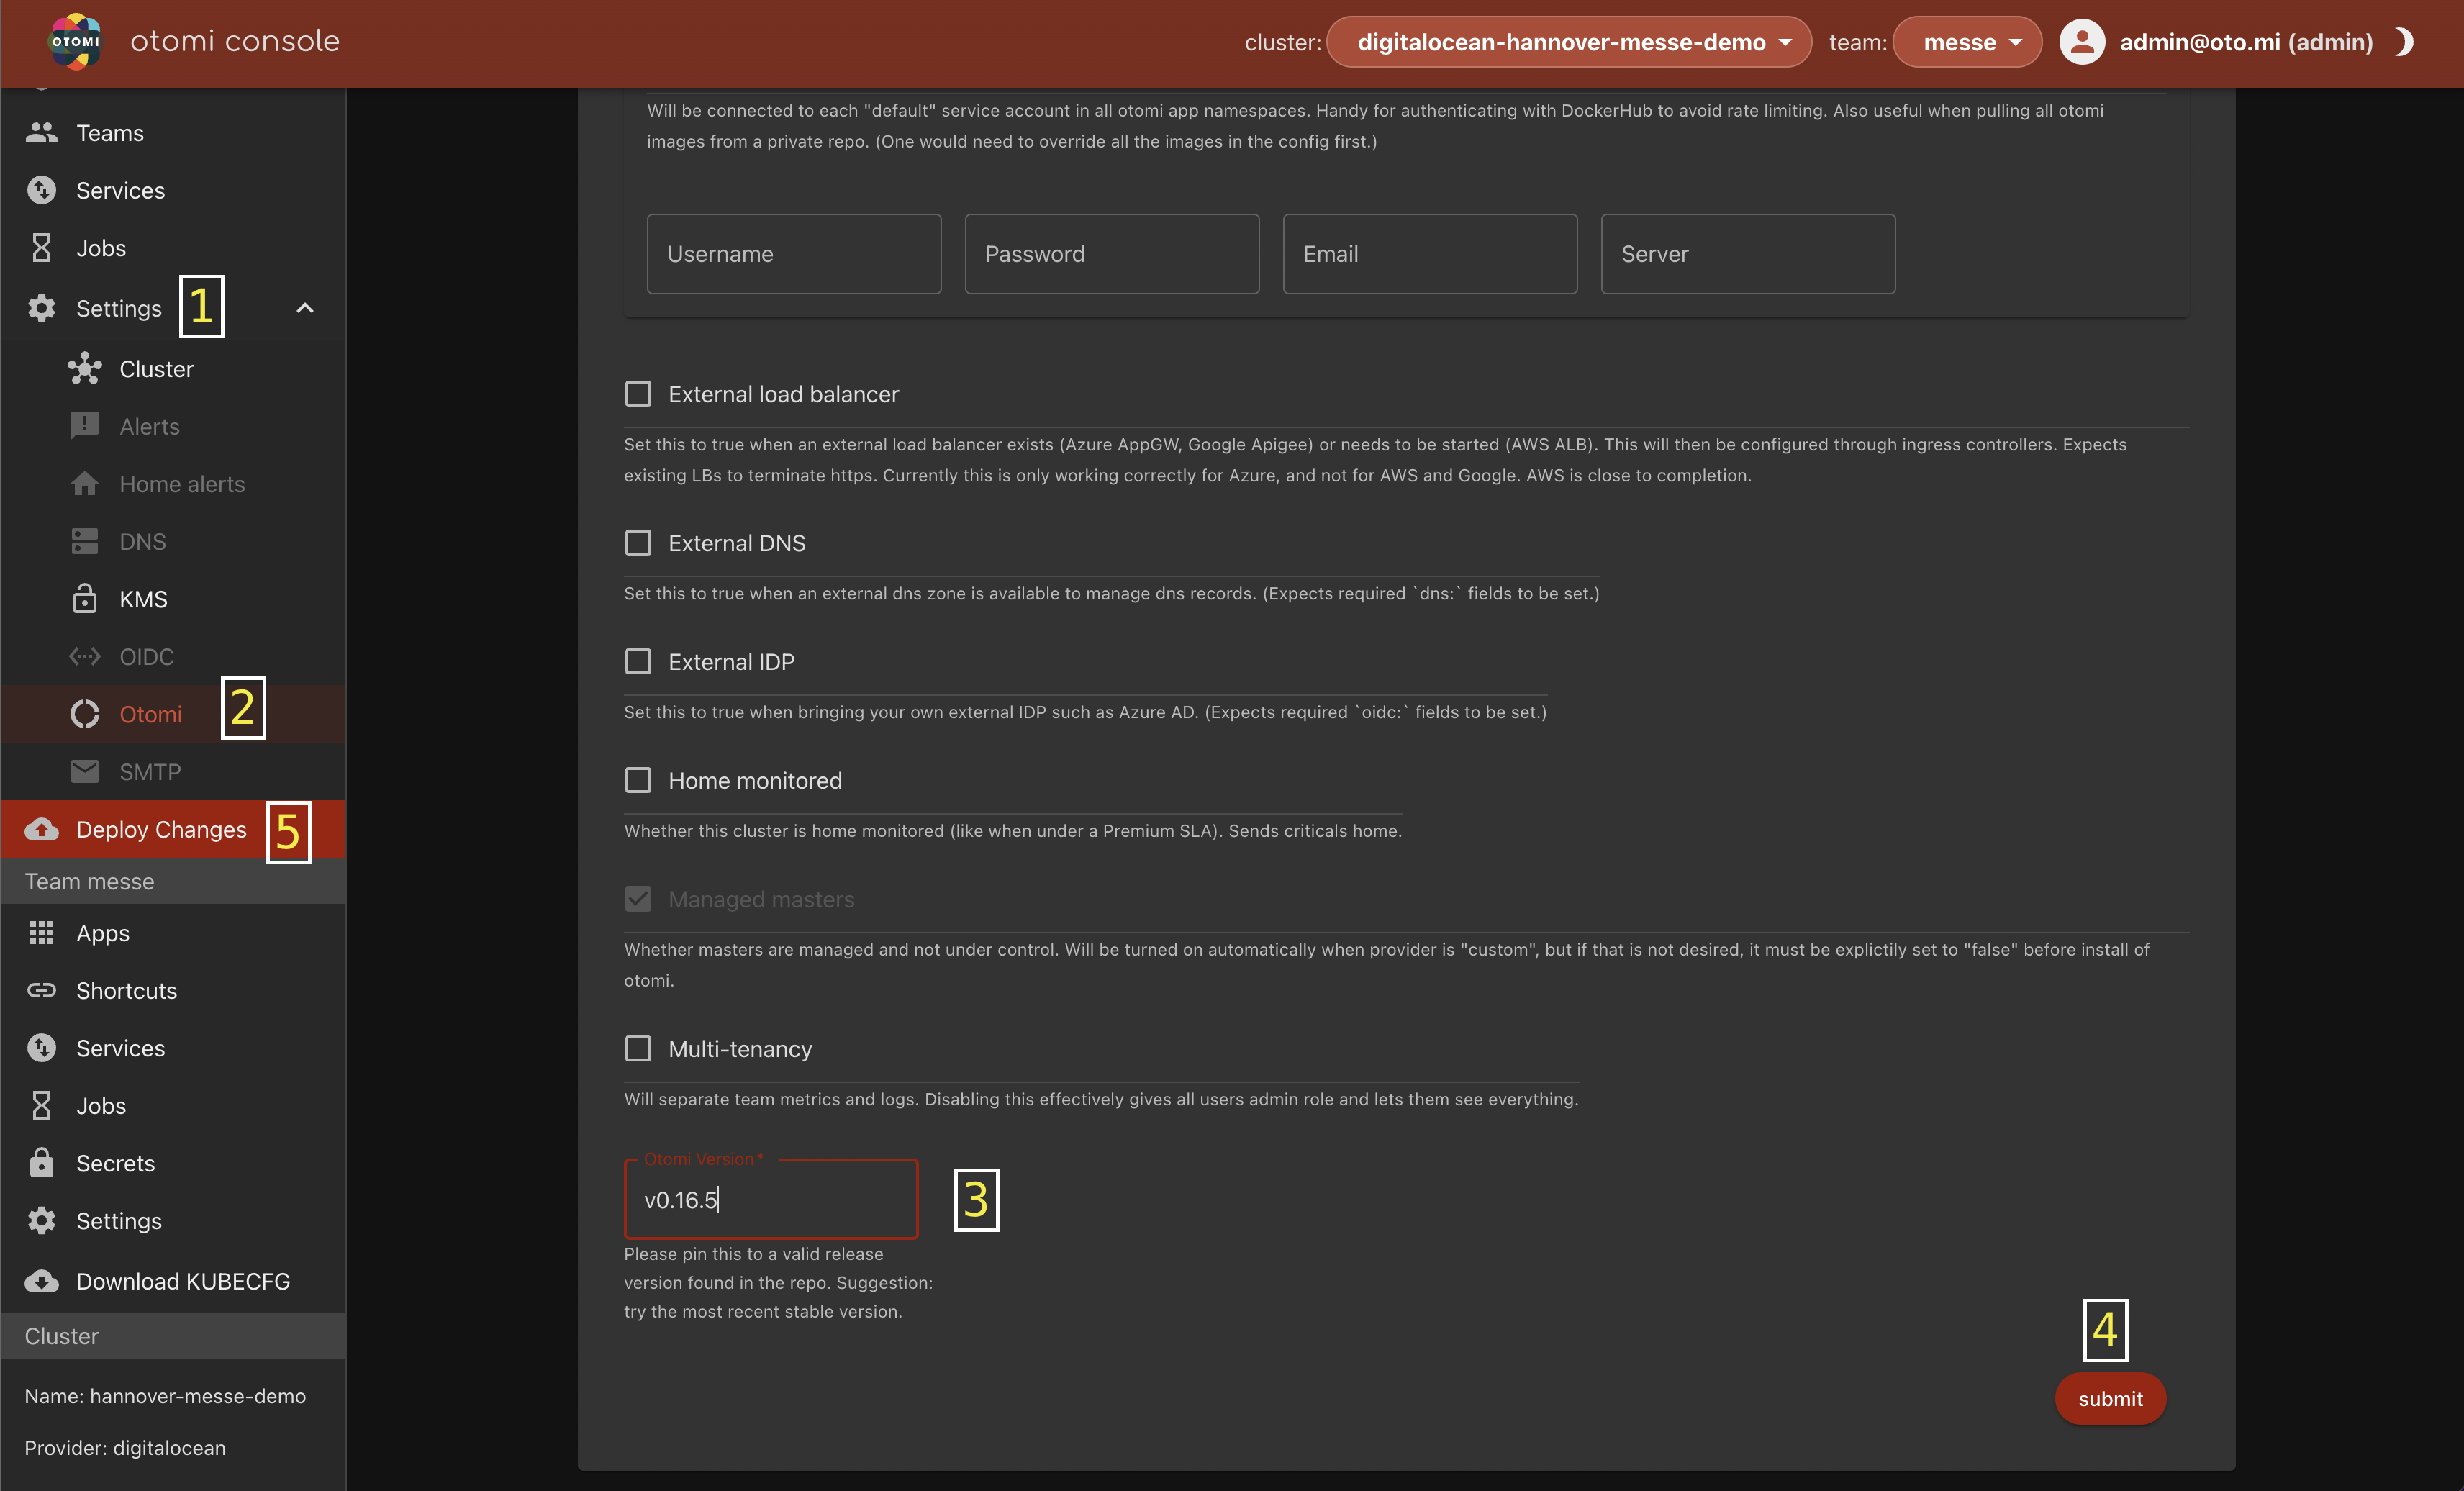 OTOMI
otomi console
cluster: digitalocean-hannover-messe-demo team: messe admin@oto.mi (admin)
Teams
Services
Jobs
Settings 1
Cluster
Alerts
Home alerts
DNS
KMS
OIDC
Otomi 2
SMTP
Deploy Changes 5
Team messe
Apps
Shortcuts
Services
Jobs
Secrets
Settings
Download KUBECFG
Cluster
Name: hannover-messe-demo
Provider: digitalocean
Will be connected to each "default" service account in all otomi app namespaces. Handy for authenticating with DockerHub to avoid rate limiting. Also useful when pulling all otomi
images from a private repo. (One would need to override all the images in the config first.)
Username Password Email Server
External load balancer
Set this to true when an external load balancer exists (Azure AppGW, Google Apigee) or needs to be started (AWS ALB). This will then be configured through ingress controllers. Expects
existing LBs to terminate https. Currently this is only working correctly for Azure, and not for AWS and Google. AWS is close to completion.
External DNS
Set this to true when an external dns zone is available to manage dns records. (Expects required `dns:` fields to be set.)
External IDP
Set this to true when bringing your own external IDP such as Azure AD. (Expects required `oidc:` fields to be set.)
Home monitored
Whether this cluster is home monitored (like when under a Premium SLA). Sends criticals home.
Managed masters
Whether masters are managed and not under control. Will be turned on automatically when provider is "custom", but if that is not desired, it must be explictily set to "false" before install of
otomi.
Multi-tenancy
Will separate team metrics and logs. Disabling this effectively gives all users admin role and lets them see everything.
Otomi Version *
v0.16.5 3
Please pin this to a valid release
version found in the repo. Suggestion:
try the most recent stable version.
4
submit